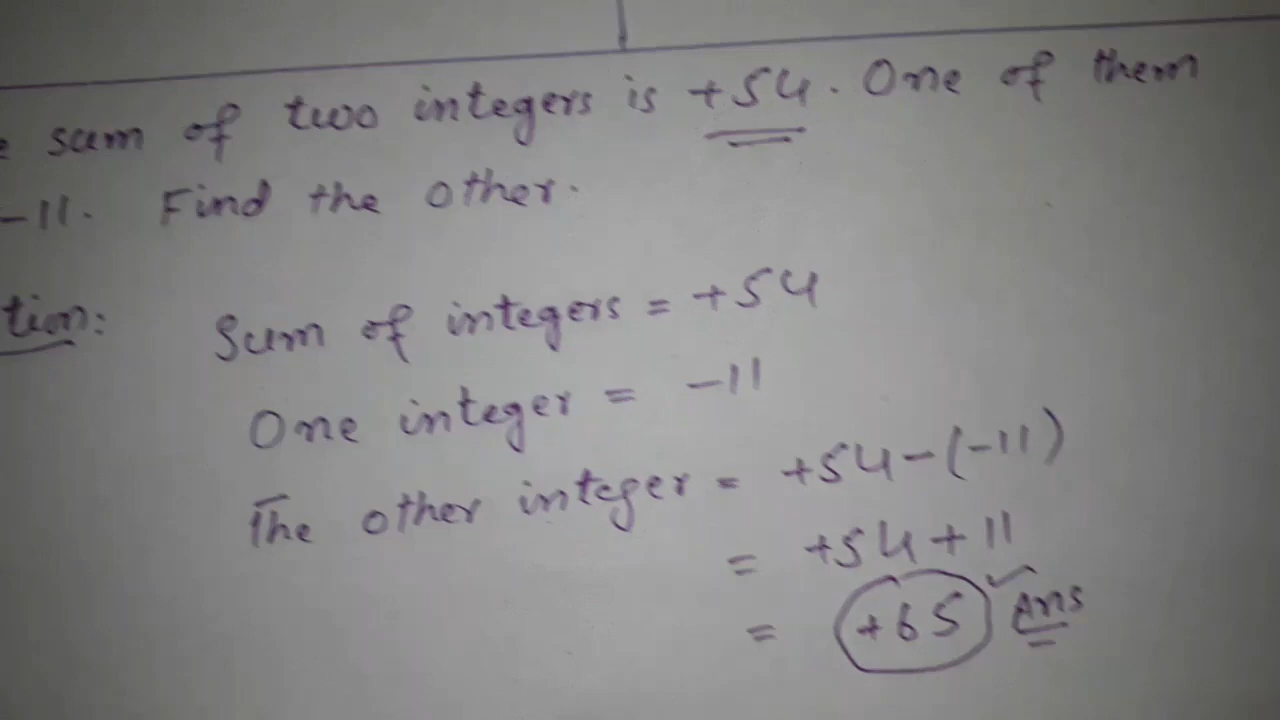 e sum of two integers is +54. One of them
-11. Find the other.
tion:
Sum of integers = +54
One integer = -11
The other integer = +54-(-11)
= +54+11
= +65 Ans